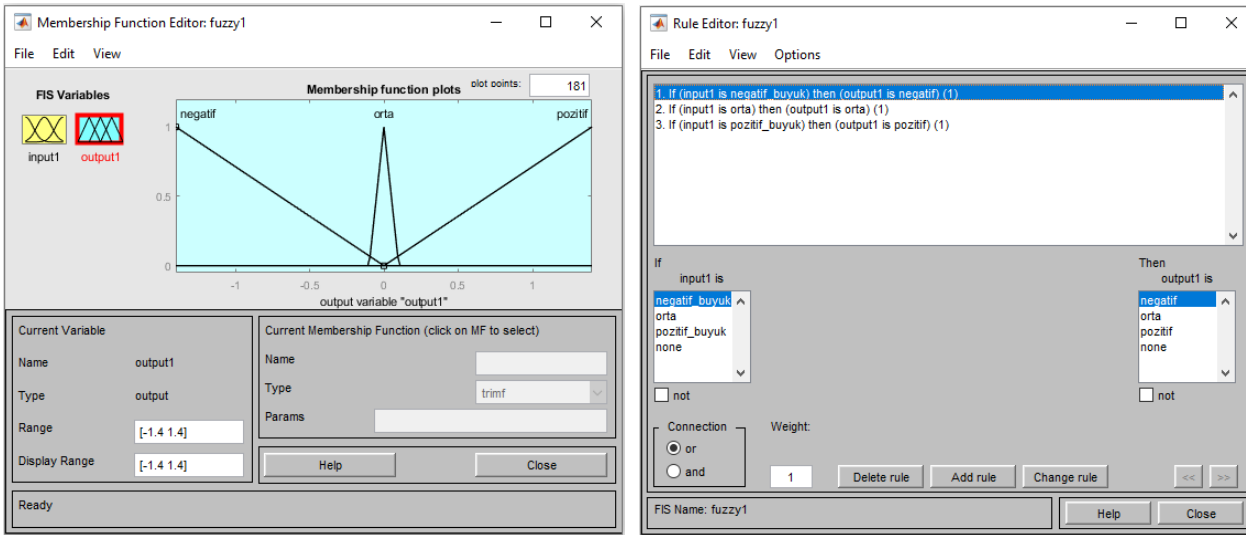 Membership Function Editor: fuzzy1
File Edit View
FIS Variables
input1 output1
Membership function plots plot points: 181
negatif orta pozitif
1
0.5
0
-1 -0.5 0 0.5 1
output variable "output1"
Current Variable
Name output1
Type output
Range [-1.4 1.4]
Display Range [-1.4 1.4]
Current Membership Function (click on MF to select)
Name
Type trimf
Params
Help Close
Ready
Rule Editor: fuzzy1
File Edit View Options
1. If (input1 is negatif_buyuk) then (output1 is negatif) (1)
2. If (input1 is orta) then (output1 is orta) (1)
3. If (input1 is pozitif_buyuk) then (output1 is pozitif) (1)
If
input1 is
negatif_buyuk
orta
pozitif_buyuk
none
not
Then
output1 is
negatif
orta
pozitif
none
not
Connection
or
and
Weight:
1
Delete rule Add rule Change rule << >>
FIS Name: fuzzy1
Help Close